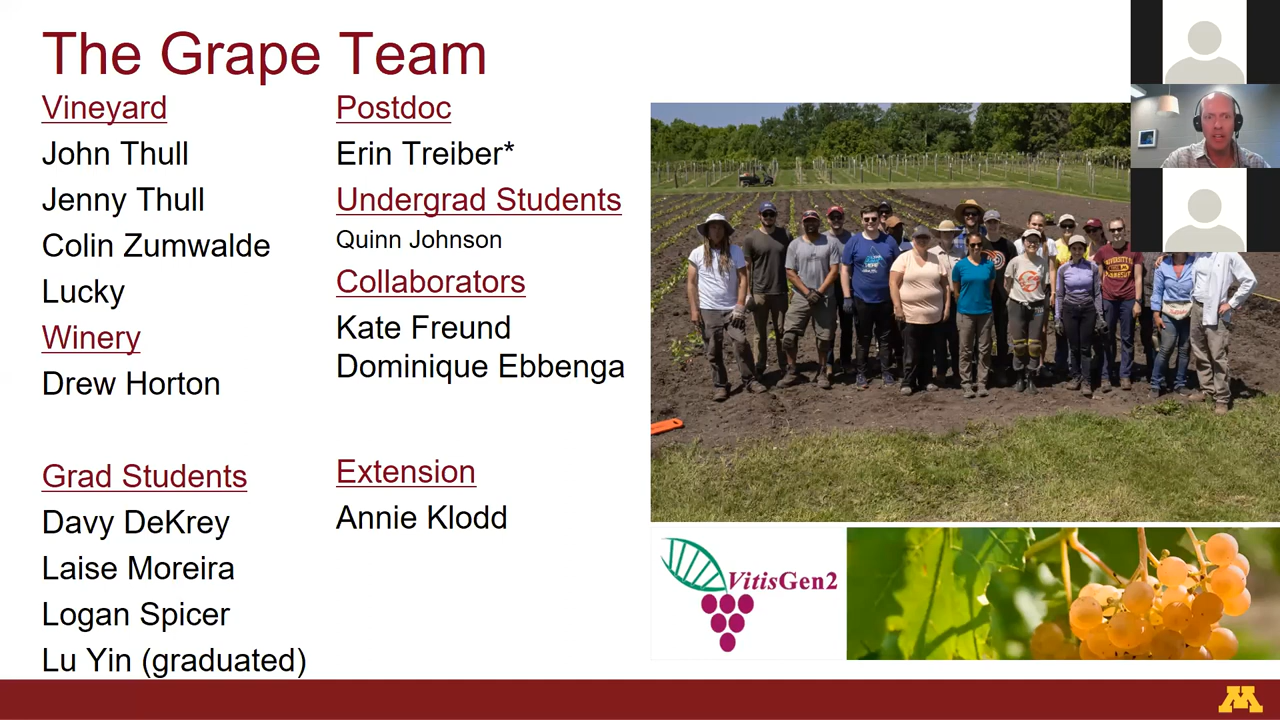 The Grape Team
Vineyard
John Thull
Jenny Thull
Colin Zumwalde
Lucky
Winery
Drew Horton
Grad Students
Davy DeKrey
Laise Moreira
Logan Spicer
Lu Yin (graduated)
Postdoc
Erin Treiber*
Undergrad Students
Quinn Johnson
Collaborators
Kate Freund
Dominique Ebbenga
Extension
Annie Klodd
VitisGen2
M